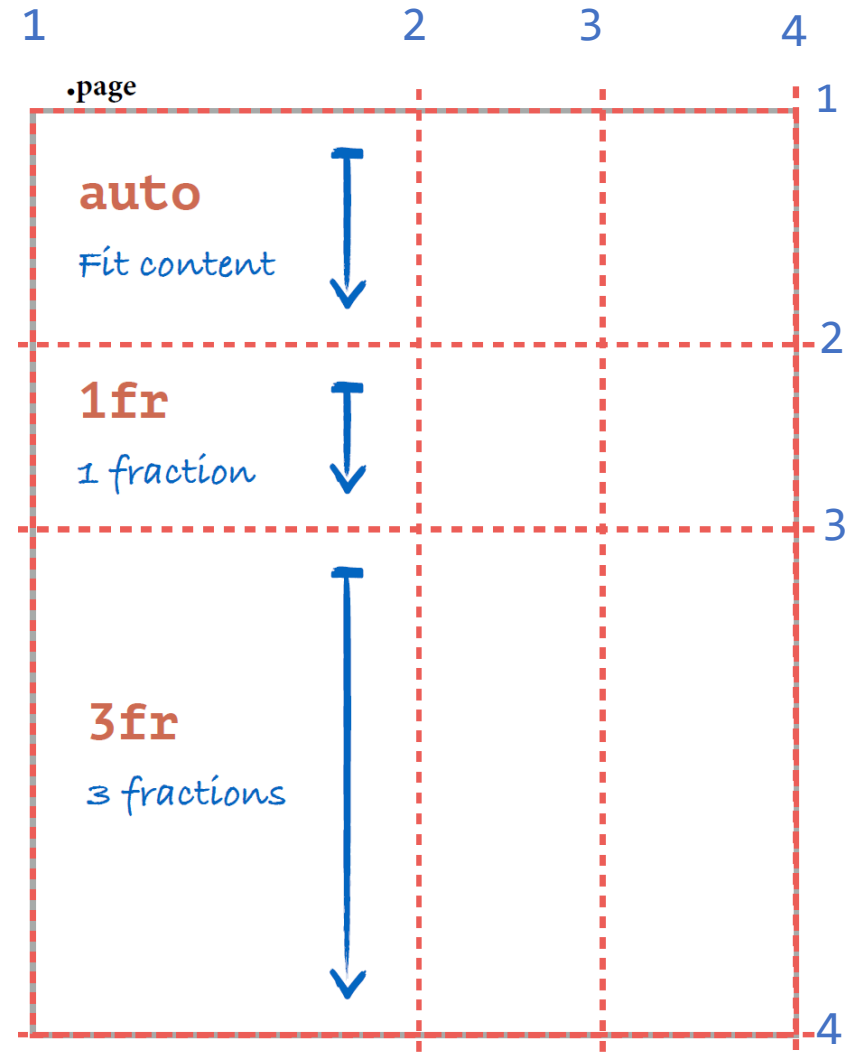 1 2 3 4
.page
1
auto
Fit content
2
1fr
1 fraction
3
3fr
3 fractions
4